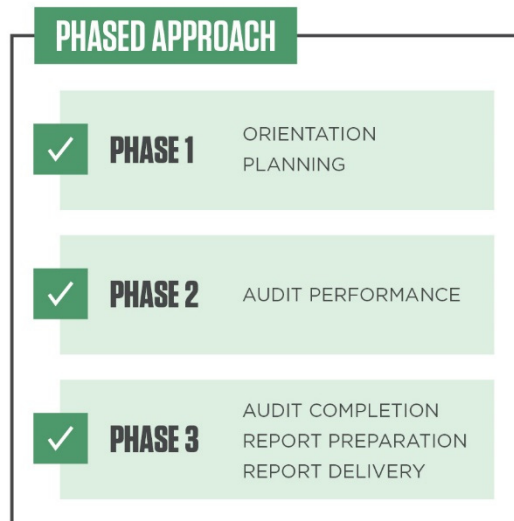 PHASED APPROACH
PHASE 1
ORIENTATION
PLANNING
PHASE 2
AUDIT PERFORMANCE
PHASE 3
AUDIT COMPLETION
REPORT PREPARATION
REPORT DELIVERY